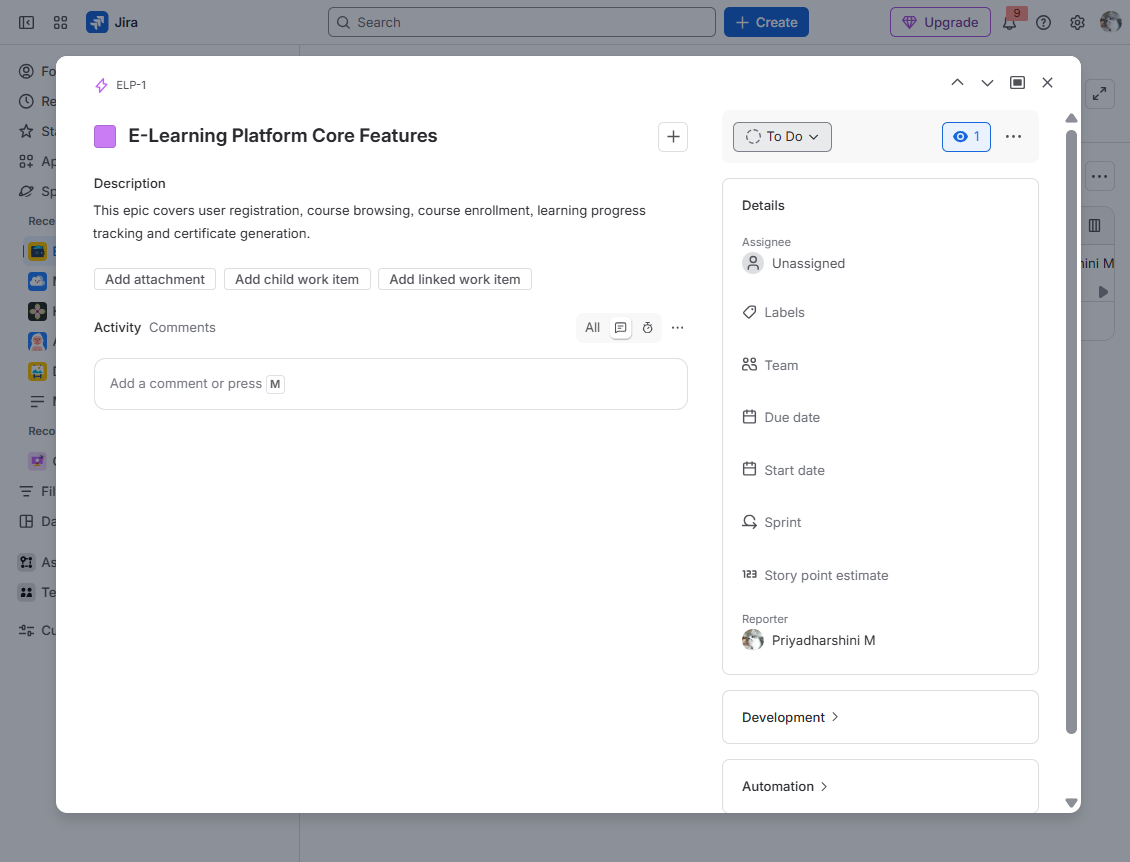 Jira
Search
Create
Upgrade
9
ELP-1
E-Learning Platform Core Features
To Do
1
Description
This epic covers user registration, course browsing, course enrollment, learning progress
tracking and certificate generation.
Add attachment
Add child work item
Add linked work item
Activity
Comments
All
Add a comment or press M
Details
Assignee
Unassigned
Labels
Team
Due date
Start date
Sprint
123
Story point estimate
Reporter
Priyadharshini M
Development
Automation